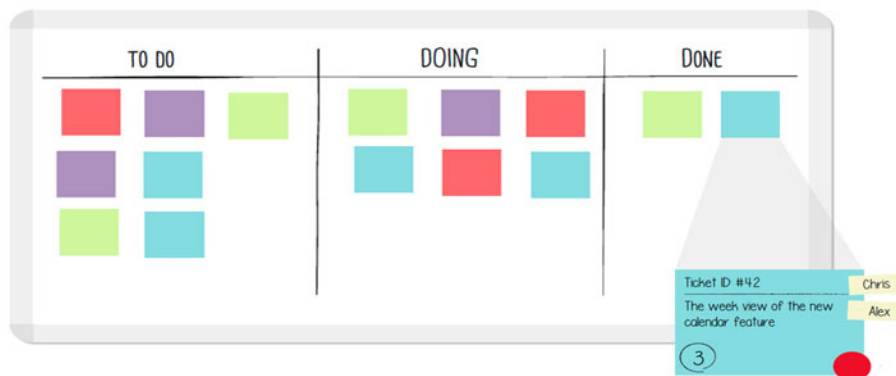 TO DO
DOING
DONE
Ticket ID #42
Chris
The week view of the new
calendar feature
Alex
3